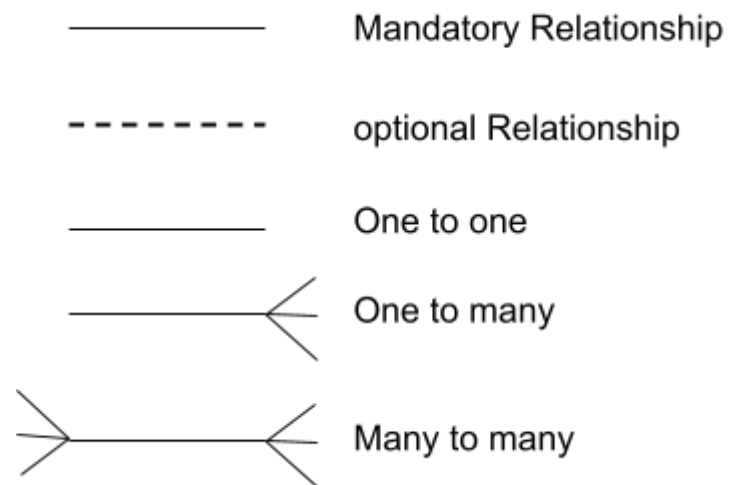 Mandatory Relationship
optional Relationship
One to one
One to many
Many to many